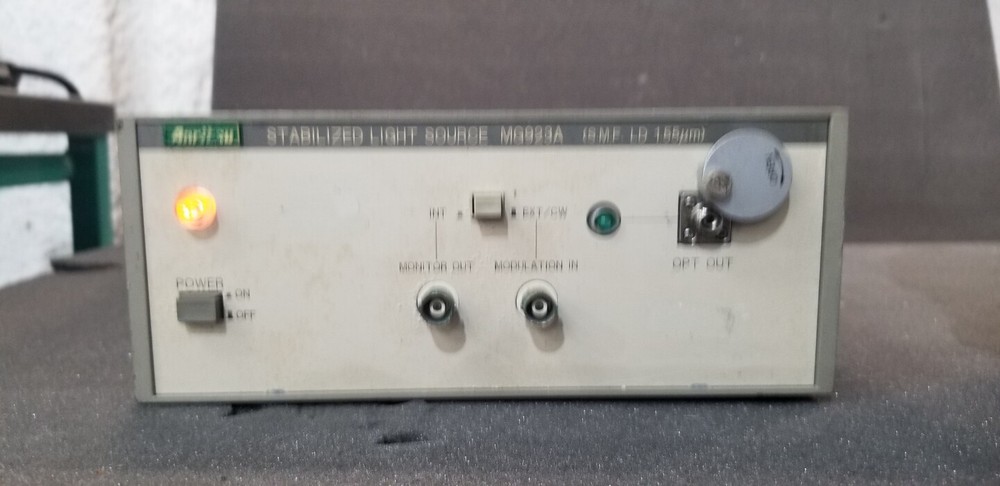 Anritsu STABILIZED LIGHT SOURCE MG923A (S.M.F. LD 1.55μm)
INT EXT/CW
MONITOR OUT MODULATION IN OPT OUT
POWER
ON
OFF